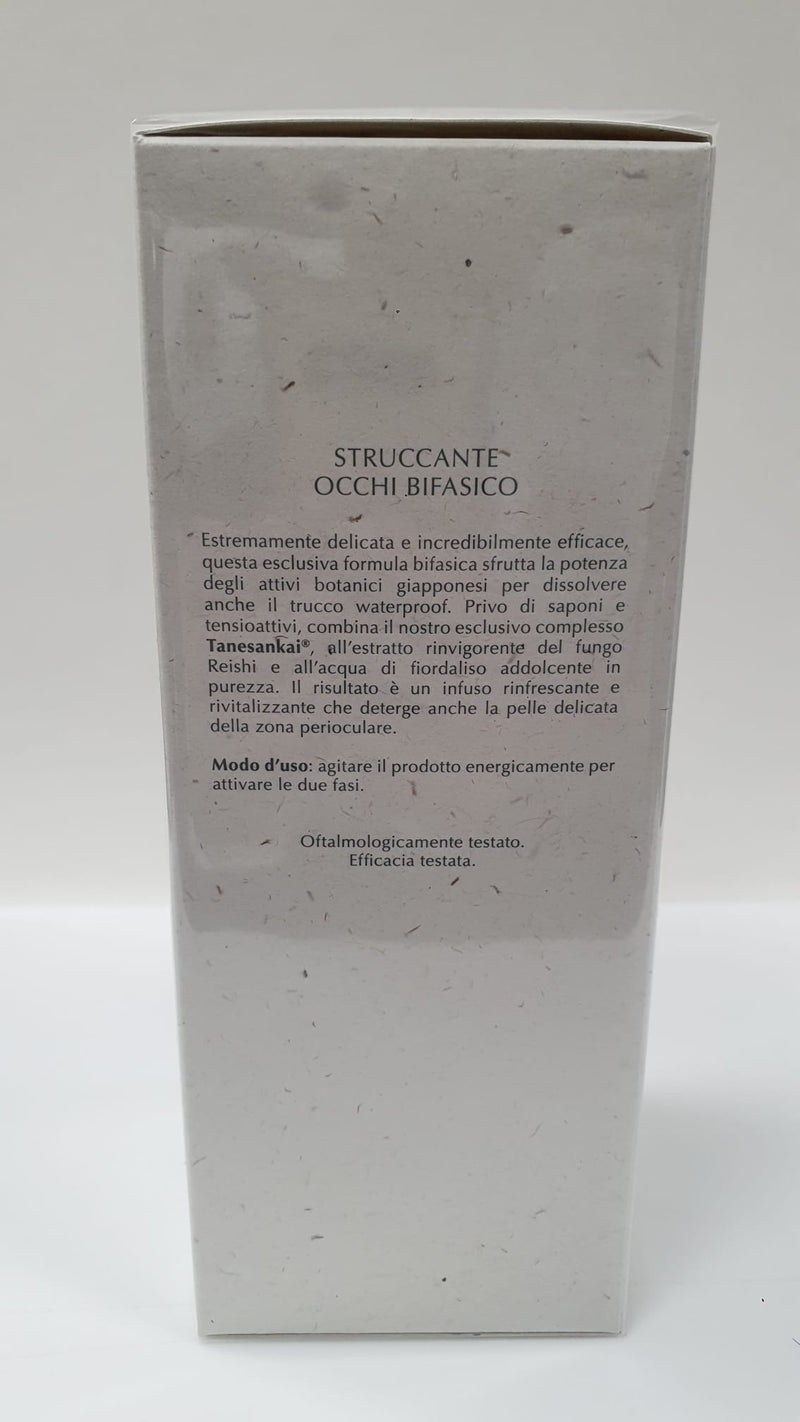 STRUCCANTE
OCCHI BIFASICO
Estremamente delicata e incredibilmente efficace,
questa esclusiva formula bifasica sfrutta la potenza
degli attivi botanici giapponesi per dissolvere
anche il trucco waterproof. Privo di saponi e
tensioattivi, combina il nostro esclusivo complesso
Tanesankai®, all'estratto rinvigorente del fungo
Reishi e all'acqua di fiordaliso addolcente in
purezza. Il risultato è un infuso rinfrescante e
rivitalizzante che deterge anche la pelle delicata
della zona perioculare.
Modo d'uso: agitare il prodotto energicamente per
attivare le due fasi.
Oftalmologicamente testato.
Efficacia testata.